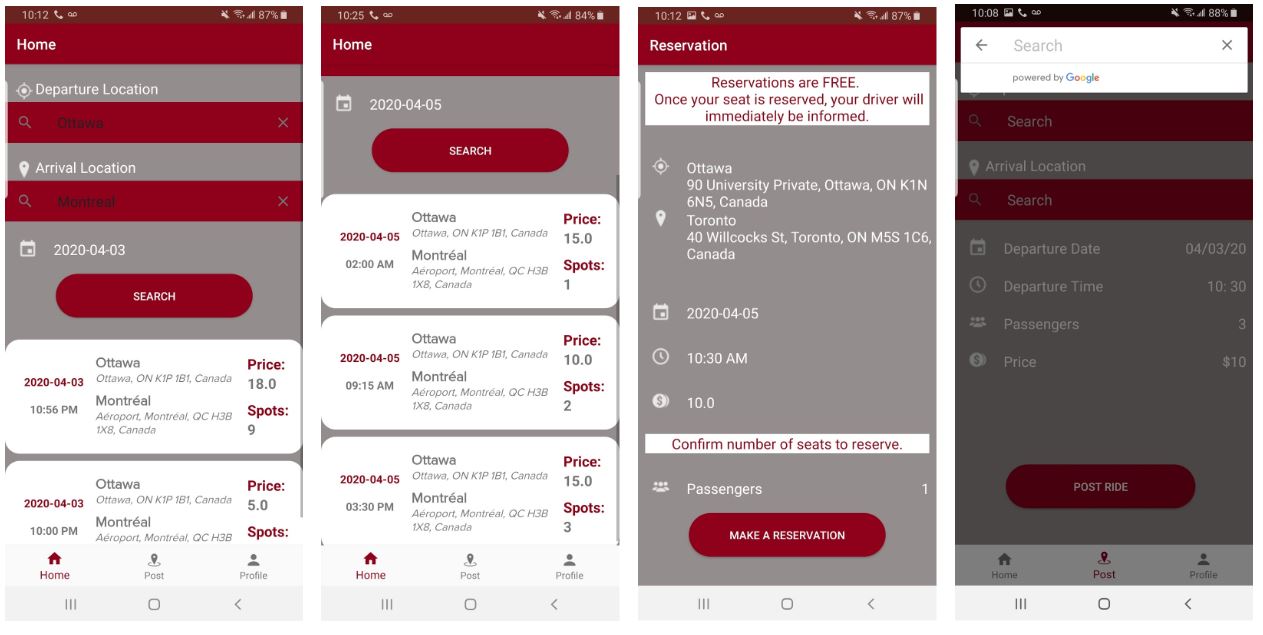 10:12
87%
Home
Departure Location
Ottawa
Arrival Location
Montreal
2020-04-03
SEARCH
2020-04-03
10:56 PM
Ottawa
Ottawa, ON K1P 1B1, Canada
Montréal
Aéroport, Montréal, QC H3B
1X8, Canada
Price:
18.0
Spots:
9
2020-04-03
10:00 PM
Ottawa
Ottawa, ON K1P 1B1, Canada
Montréal
Aéroport, Montréal, QC H3B
Price:
5.0
Spots:
Home
Post
Profile
10:25
84%
Home
2020-04-05
SEARCH
2020-04-05
02:00 AM
Ottawa
Ottawa, ON K1P 1B1, Canada
Montréal
Aéroport, Montréal, QC H3B
1X8, Canada
Price:
15.0
Spots:
1
2020-04-05
09:15 AM
Ottawa
Ottawa, ON K1P 1B1, Canada
Montréal
Aéroport, Montréal, QC H3B
1X8, Canada
Price:
10.0
Spots:
2
2020-04-05
03:30 PM
Ottawa
Ottawa, ON K1P 1B1, Canada
Montréal
Aéroport, Montréal, QC H3B
1X8, Canada
Price:
15.0
Spots:
3
Home
Post
Profile
10:12
87%
Reservation
Reservations are FREE.
Once your seat is reserved, your driver will
immediately be informed.
Ottawa
90 University Private, Ottawa, ON K1N
6N5, Canada
Toronto
40 Willcocks St, Toronto, ON M5S 1C6,
Canada
2020-04-05
10:30 AM
10.0
Confirm number of seats to reserve.
Passengers 1
MAKE A RESERVATION
10:08
88%
Search
powered by Google
Search
Arrival Location
Search
Departure Date 04/03/20
Departure Time 10: 30
Passengers 3
Price $10
POST RIDE
Home
Post
Profile